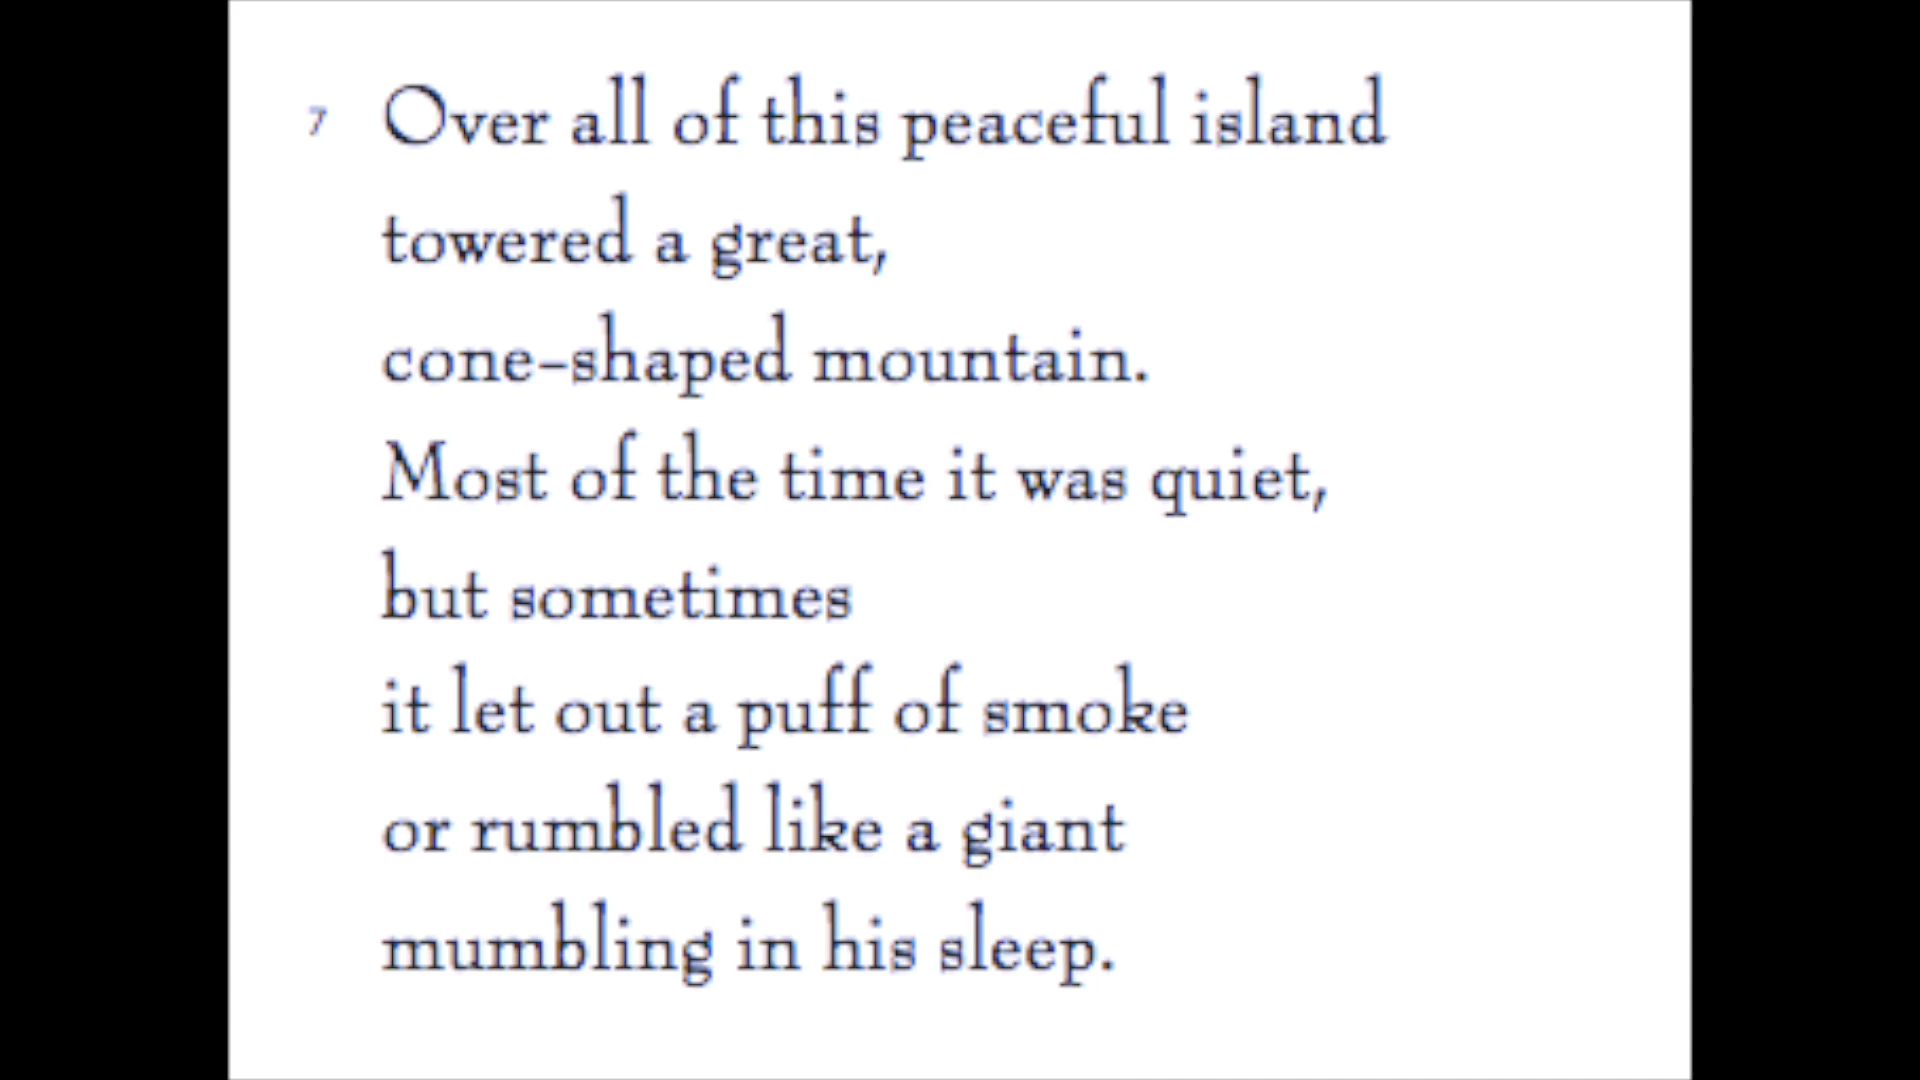 7 Over all of this peaceful island
towered a great,
cone-shaped mountain.
Most of the time it was quiet,
but sometimes
it let out a puff of smoke
or rumbled like a giant
mumbling in his sleep.